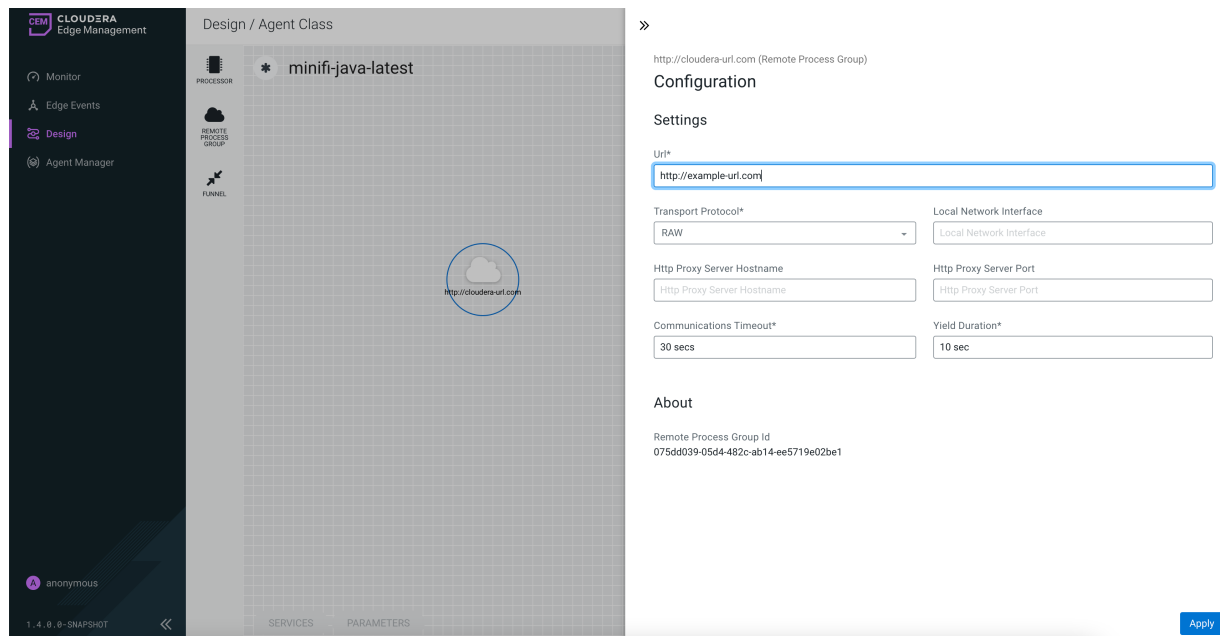 CEM CLOUDERA
Edge Management
Monitor
Edge Events
Design
Agent Manager
A anonymous
1.4.0.0-SNAPSHOT
Design / Agent Class
PROCESSOR
REMOTE
PROCESS
GROUP
FUNNEL
minifi-java-latest
http://cloudera-url.com
SERVICES PARAMETERS
http://cloudera-url.com (Remote Process Group)
Configuration
Settings
Url*
http://example-url.com
Transport Protocol* Local Network Interface
RAW Local Network Interface
Http Proxy Server Hostname Http Proxy Server Port
Http Proxy Server Hostname Http Proxy Server Port
Communications Timeout* Yield Duration*
30 secs 10 sec
About
Remote Process Group Id
075dd039-05d4-482c-ab14-ee5719e02be1
Apply